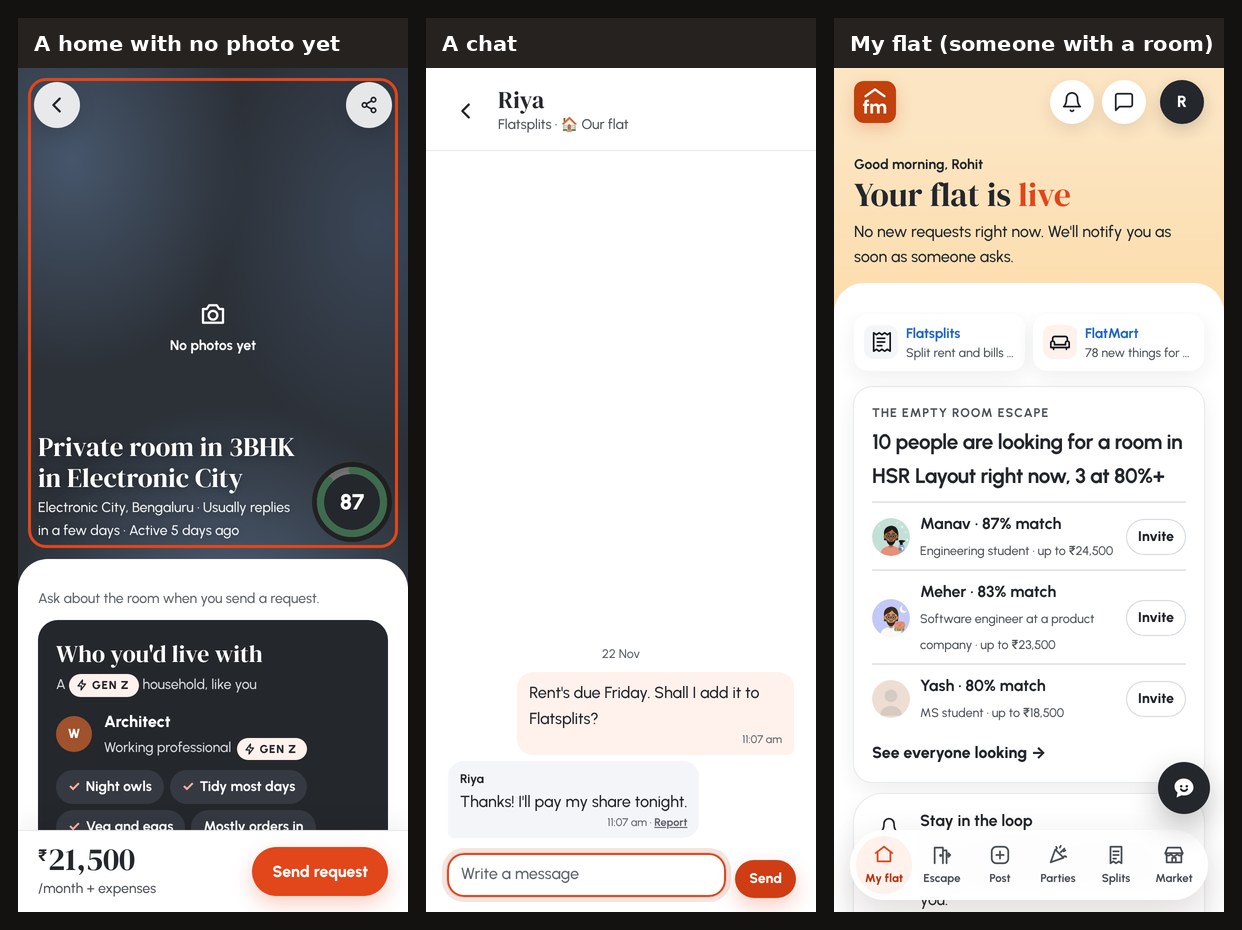 A home with no photo yet
No photos yet
Private room in 3BHK
in Electronic City
Electronic City, Bengaluru · Usually replies
in a few days · Active 5 days ago
87
Ask about the room when you send a request.
Who you'd live with
A GEN Z household, like you
W
Architect
Working professional GEN Z
Night owls
Tidy most days
Veg and eggs
Mostly orders in
₹21,500
/month + expenses
Send request
A chat
Riya
Flatsplits · 🏠 Our flat
22 Nov
Rent's due Friday. Shall I add it to
Flatsplits?
11:07 am
Riya
Thanks! I'll pay my share tonight.
11:07 am · Report
Write a message
Send
My flat (someone with a room)
fm
R
Good morning, Rohit
Your flat is live
No new requests right now. We'll notify you as
soon as someone asks.
Flatsplits
Split rent and bills ...
FlatMart
78 new things for ...
THE EMPTY ROOM ESCAPE
10 people are looking for a room in
HSR Layout right now, 3 at 80%+
Manav · 87% match
Engineering student · up to ₹24,500
Invite
Meher · 83% match
Software engineer at a product
company · up to ₹23,500
Invite
Yash · 80% match
MS student · up to ₹18,500
Invite
See everyone looking →
Stay in the loop
My flat
Escape
Post
Parties
Splits
Market
you.